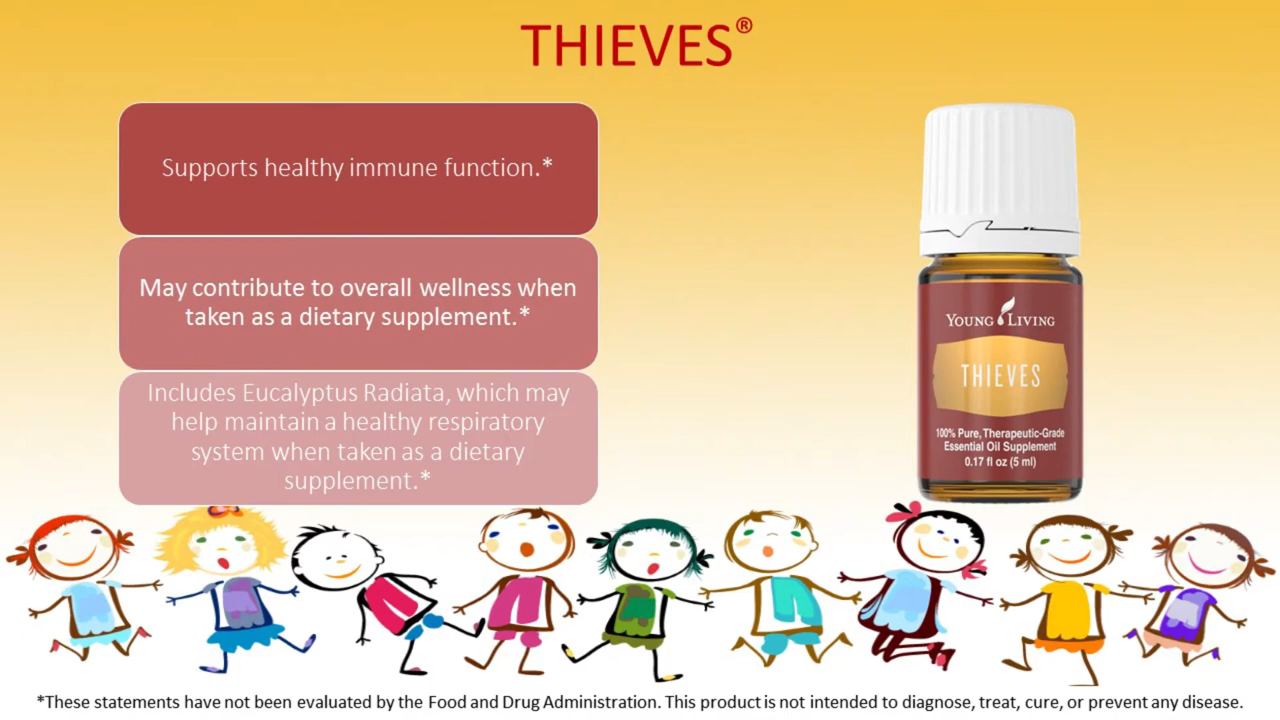 THIEVES®
Supports healthy immune function.*
May contribute to overall wellness when
taken as a dietary supplement.*
Includes Eucalyptus Radiata, which may
help maintain a healthy respiratory
system when taken as a dietary
supplement.*
YOUNG LIVING
THIEVES
100% Pure, Therapeutic-Grade
Essential Oil Supplement
0.17 fl oz (5 ml)
*These statements have not been evaluated by the Food and Drug Administration. This product is not intended to diagnose, treat, cure, or prevent any disease.